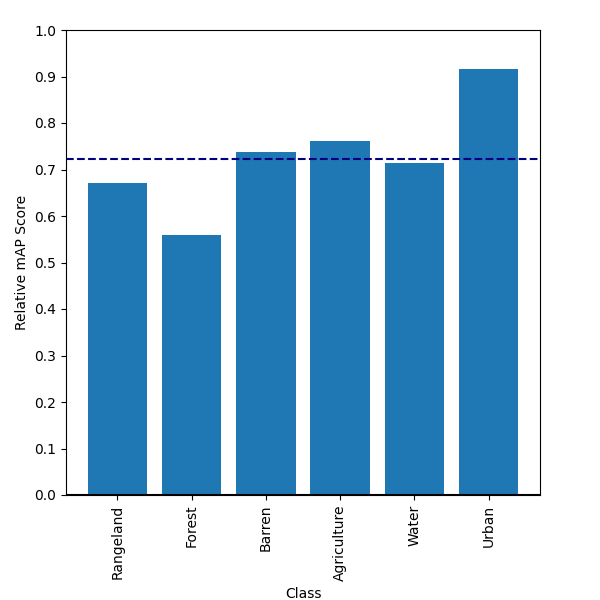 1.0
0.9
0.8
0.7
0.6
0.5
0.4
0.3
0.2
0.1
0.0
Relative mAP Score
Rangeland
Forest
Barren
Agriculture
Water
Urban
Class